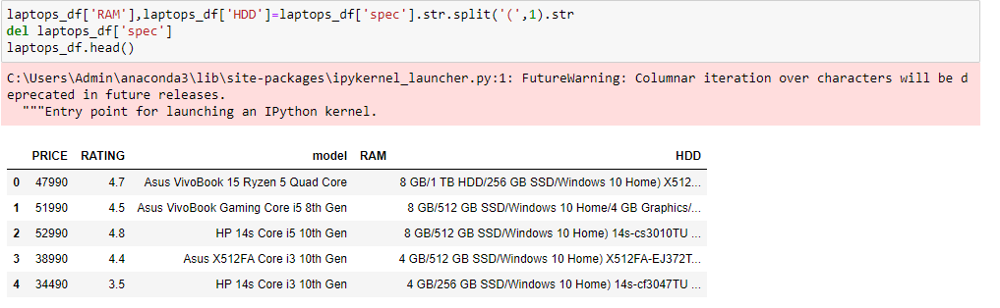 laptops_df['RAM'],laptops_df['HDD']=laptops_df['spec'].str.split('(',1).str
del laptops_df['spec']
laptops_df.head()
C:\Users\Admin\anaconda3\lib\site-packages\ipykernel_launcher.py:1: FutureWarning: Columnar iteration over characters will be d
eprecated in future releases.
"""Entry point for launching an IPython kernel.
PRICE RATING model RAM HDD
0 47990 4.7 Asus VivoBook 15 Ryzen 5 Quad Core 8 GB/1 TB HDD/256 GB SSD/Windows 10 Home) X512...
1 51990 4.5 Asus VivoBook Gaming Core i5 8th Gen 8 GB/512 GB SSD/Windows 10 Home/4 GB Graphics/...
2 52990 4.8 HP 14s Core i5 10th Gen 8 GB/512 GB SSD/Windows 10 Home) 14s-cs3010TU ...
3 38990 4.4 Asus X512FA Core i3 10th Gen 4 GB/512 GB SSD/Windows 10 Home) X512FA-EJ372T...
4 34490 3.5 HP 14s Core i3 10th Gen 4 GB/256 GB SSD/Windows 10 Home) 14s-cf3047TU ...